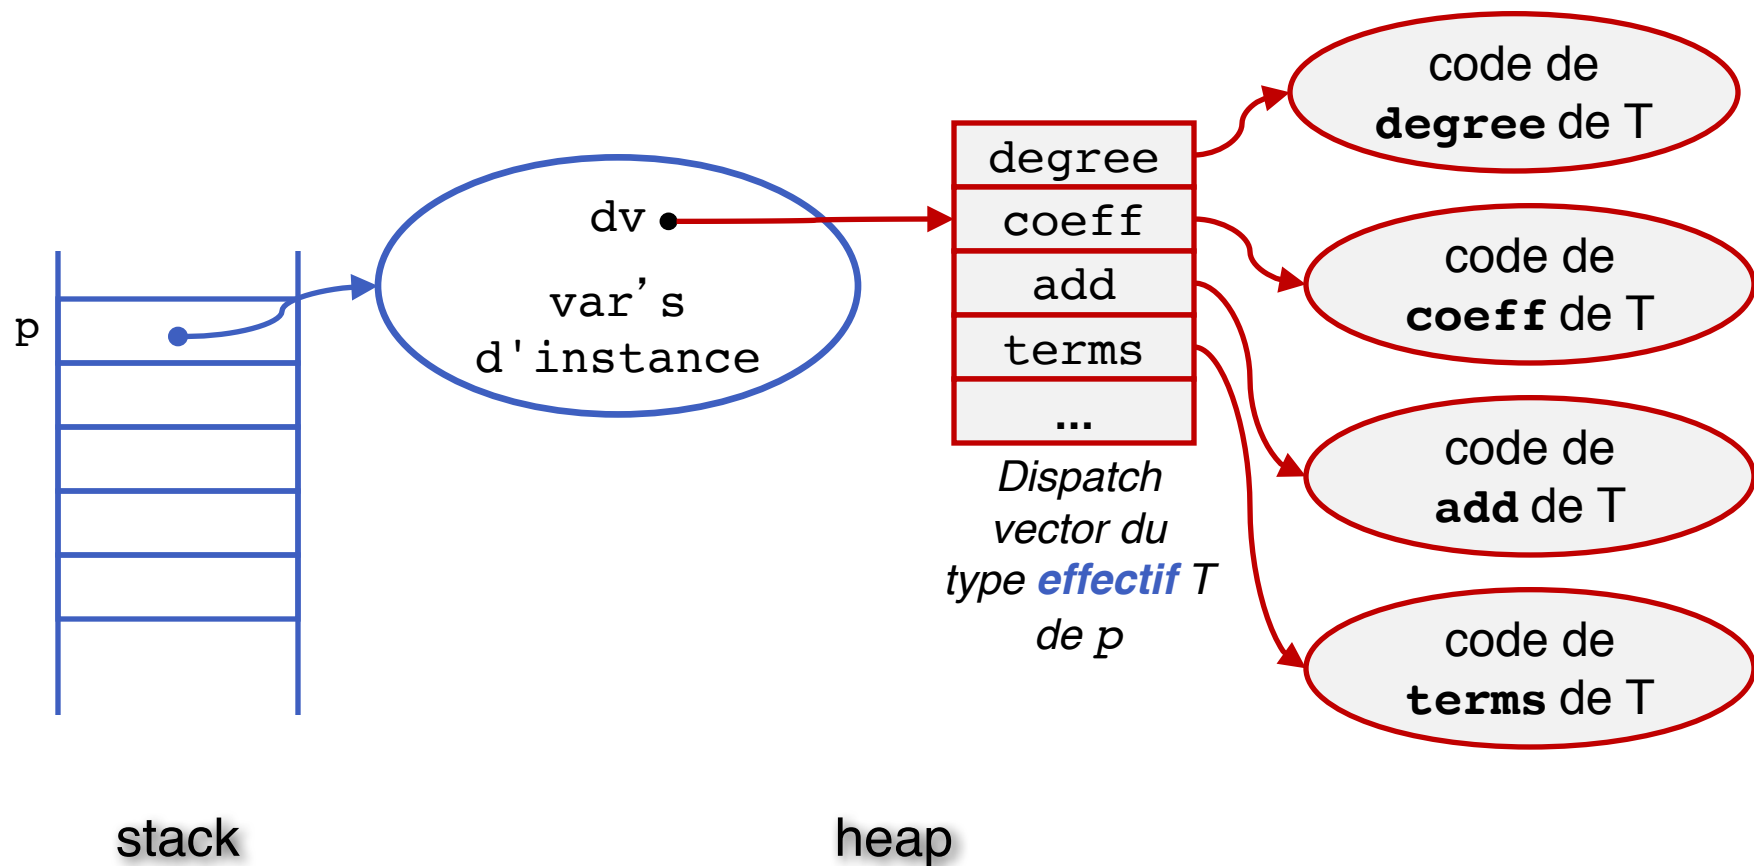 p
dv
var's
d'instance
degree
coeff
add
terms
...
Dispatch
vector du
type effectif T
de p
code de
degree de T
code de
coeff de T
code de
add de T
code de
terms de T
stack
heap